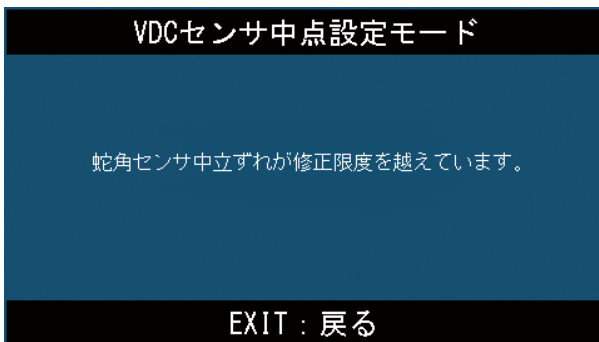 VDCセンサ中点設定モード
蛇角センサ中立ずれが修正限度を越えています。
EXIT：戻る